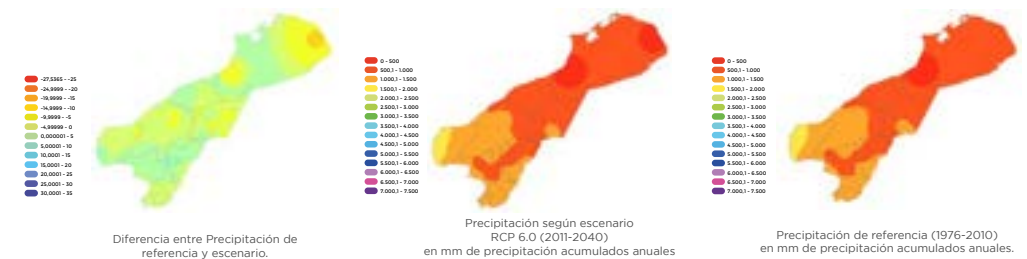 -27,5365 - -25
-24,9999 - -20
-19,9999 - -15
-14,9999 - -10
-9,9999 - -5
-4,99999 - 0
0,000001 - 5
5,00001 - 10
10,0001 - 15
15,0001 - 20
20,0001 - 25
25,0001 - 30
30,0001 - 35
Diferencia entre Precipitación de
referencia y escenario.
0 - 500
500,1 - 1.000
1.000,1 - 1.500
1.500,1 - 2.000
2.000,1 - 2.500
2.500,1 - 3.000
3.000,1 - 3.500
3.500,1 - 4.000
4.000,1 - 4.500
4.500,1 - 5.000
5.000,1 - 5.500
5.500,1 - 6.000
6.000,1 - 6.500
6.500,1 - 7.000
7.000,1 - 7.500
Precipitación según escenario
RCP 6.0 (2011-2040)
en mm de precipitación acumulados anuales
0 - 500
500,1 - 1.000
1.000,1 - 1.500
1.500,1 - 2.000
2.000,1 - 2.500
2.500,1 - 3.000
3.000,1 - 3.500
3.500,1 - 4.000
4.000,1 - 4.500
4.500,1 - 5.000
5.000,1 - 5.500
5.500,1 - 6.000
6.000,1 - 6.500
6.500,1 - 7.000
7.000,1 - 7.500
Precipitación de referencia (1976-2010)
en mm de precipitación acumulados anuales.